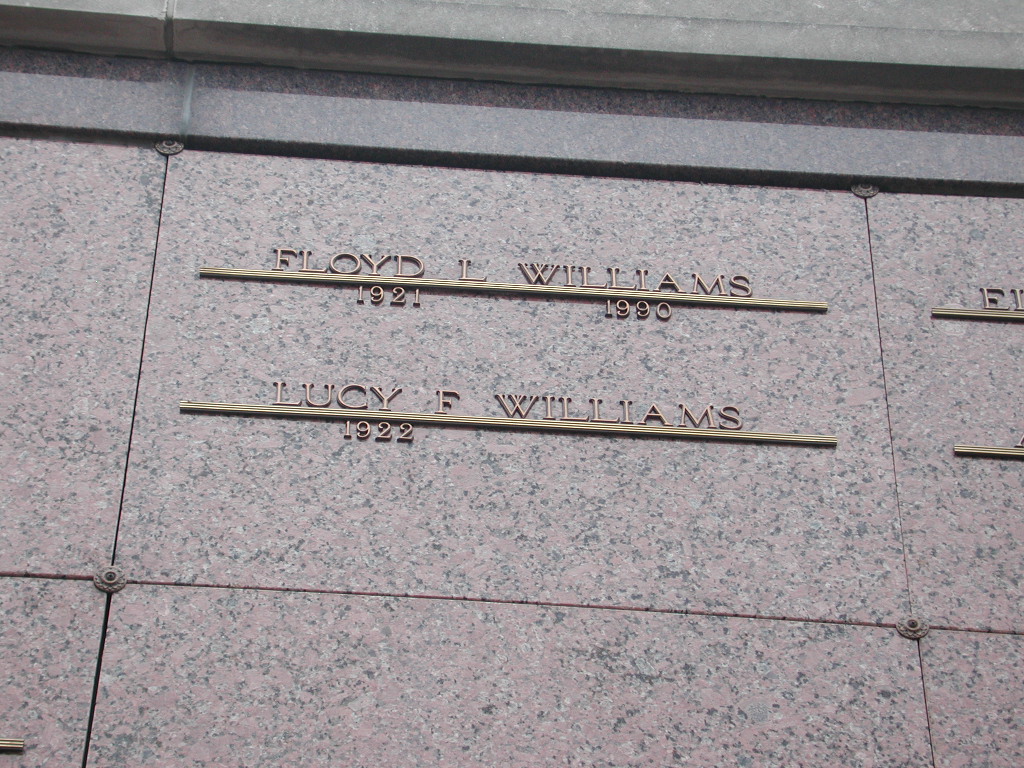 FLOYD L WILLIAMS
1921 1990
LUCY F WILLIAMS
1922